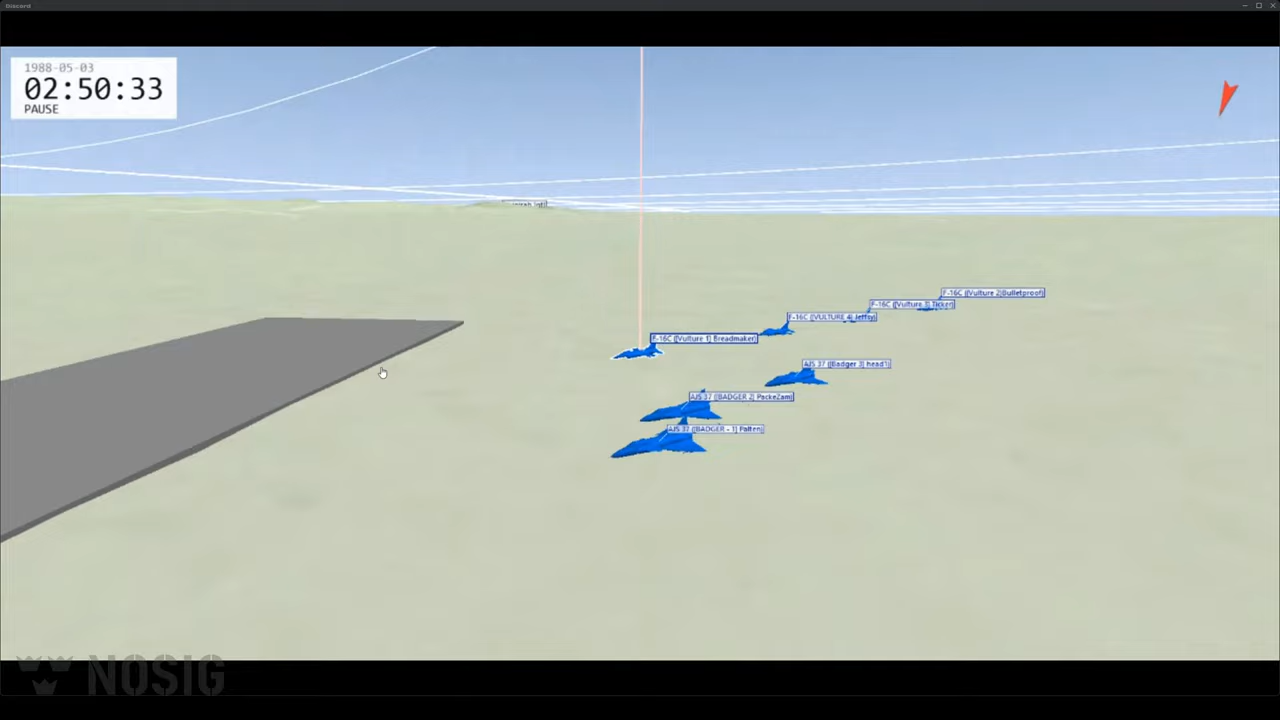 Discord
1988-05-03
02:50:33
PAUSE
F-16C ([Vulture 2]Bulletproof)
F-16C ([Vulture 3] Ticker)
F-16C ([VULTURE 4] Jeffsy)
F-16C ([Vulture 1] Breadmaker)
AJS 37 ([Badger 3] head1)
AJS 37 ([BADGER 2] PackeZam)
AJS 37 ([BADGER - 1] Palten)
NOSIG